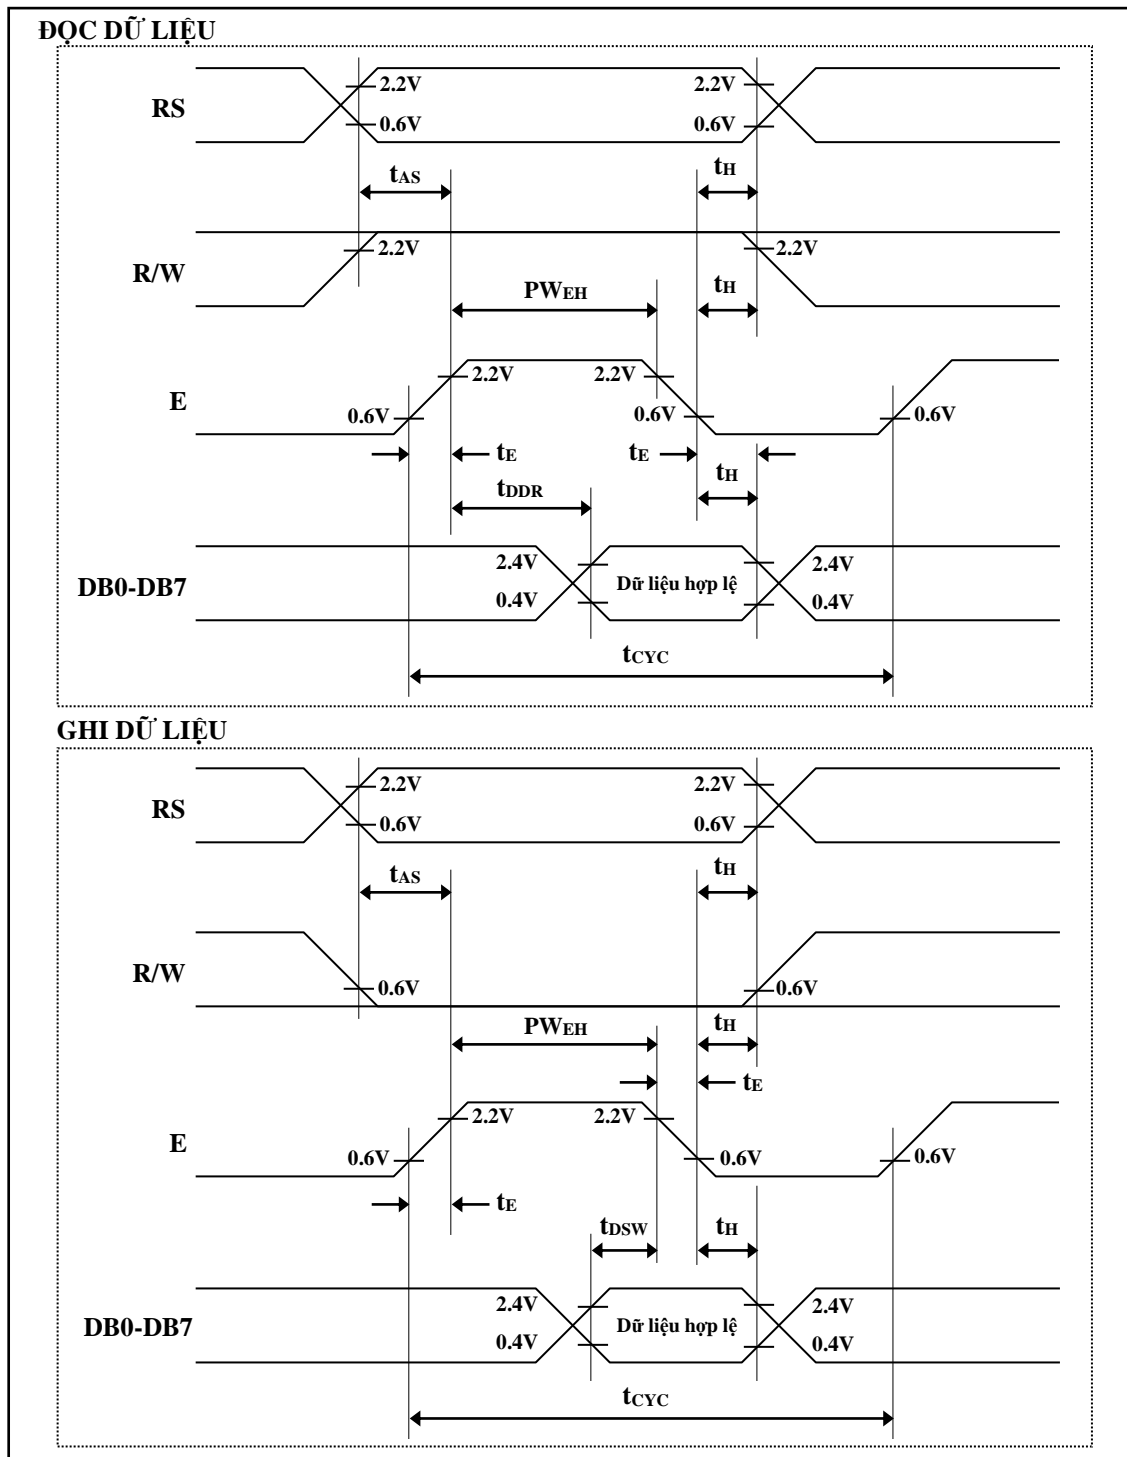 ĐỌC DỮ LIỆU
2.2V 2.2V
RS
0.6V 0.6V
tAS tH
2.2V 2.2V
R/W
PWEH tH
2.2V 2.2V
E
0.6V 0.6V 0.6V
tE tE
tH
tDDR
2.4V 2.4V
DB0-DB7 Dữ liệu hợp lệ
0.4V 0.4V
tCYC
GHI DỮ LIỆU
2.2V 2.2V
RS
0.6V 0.6V
tAS tH
R/W
0.6V 0.6V
PWEH tH
tE
2.2V 2.2V
E
0.6V 0.6V 0.6V
tE
tDSW tH
2.4V 2.4V
DB0-DB7 Dữ liệu hợp lệ
0.4V 0.4V
tCYC